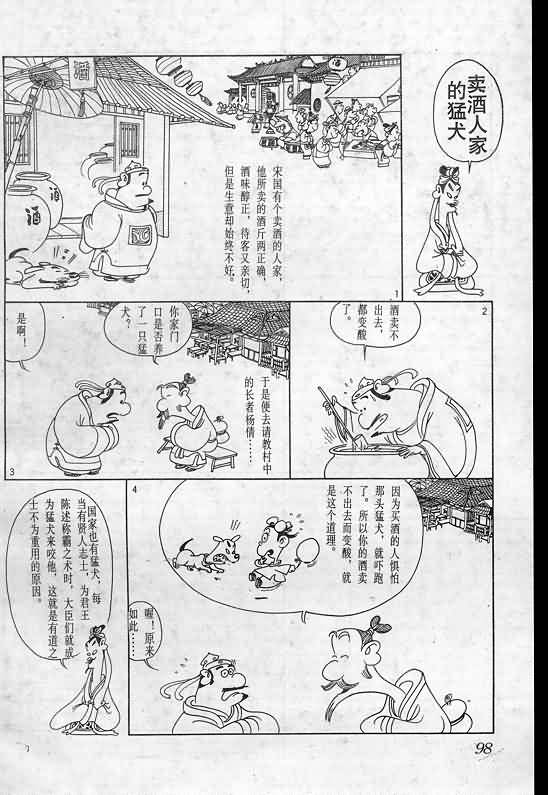 卖酒人家
的猛犬
酒
酒
酒
宋国有个卖酒的人家，
他所卖的酒斤两正确，
酒味醇正，待客又亲切，
但是生意却始终不好。
1
2
酒卖不
出去，
都变酸
了。
于是便去请教村中
的长者杨倩……
你家门
口是否养
了一只猛
犬？
是啊！
3
4
因为买酒的人惧怕
那头猛犬，就吓跑
了。所以你的酒卖
不出去而变酸，就
是这个道理。
喔！原来
如此……
国家也有猛犬，每
当有贤人志士，为君王
陈述称霸之术时，大臣们就成
为猛犬来咬他，这就是有道之
士不为重用的原因。
98